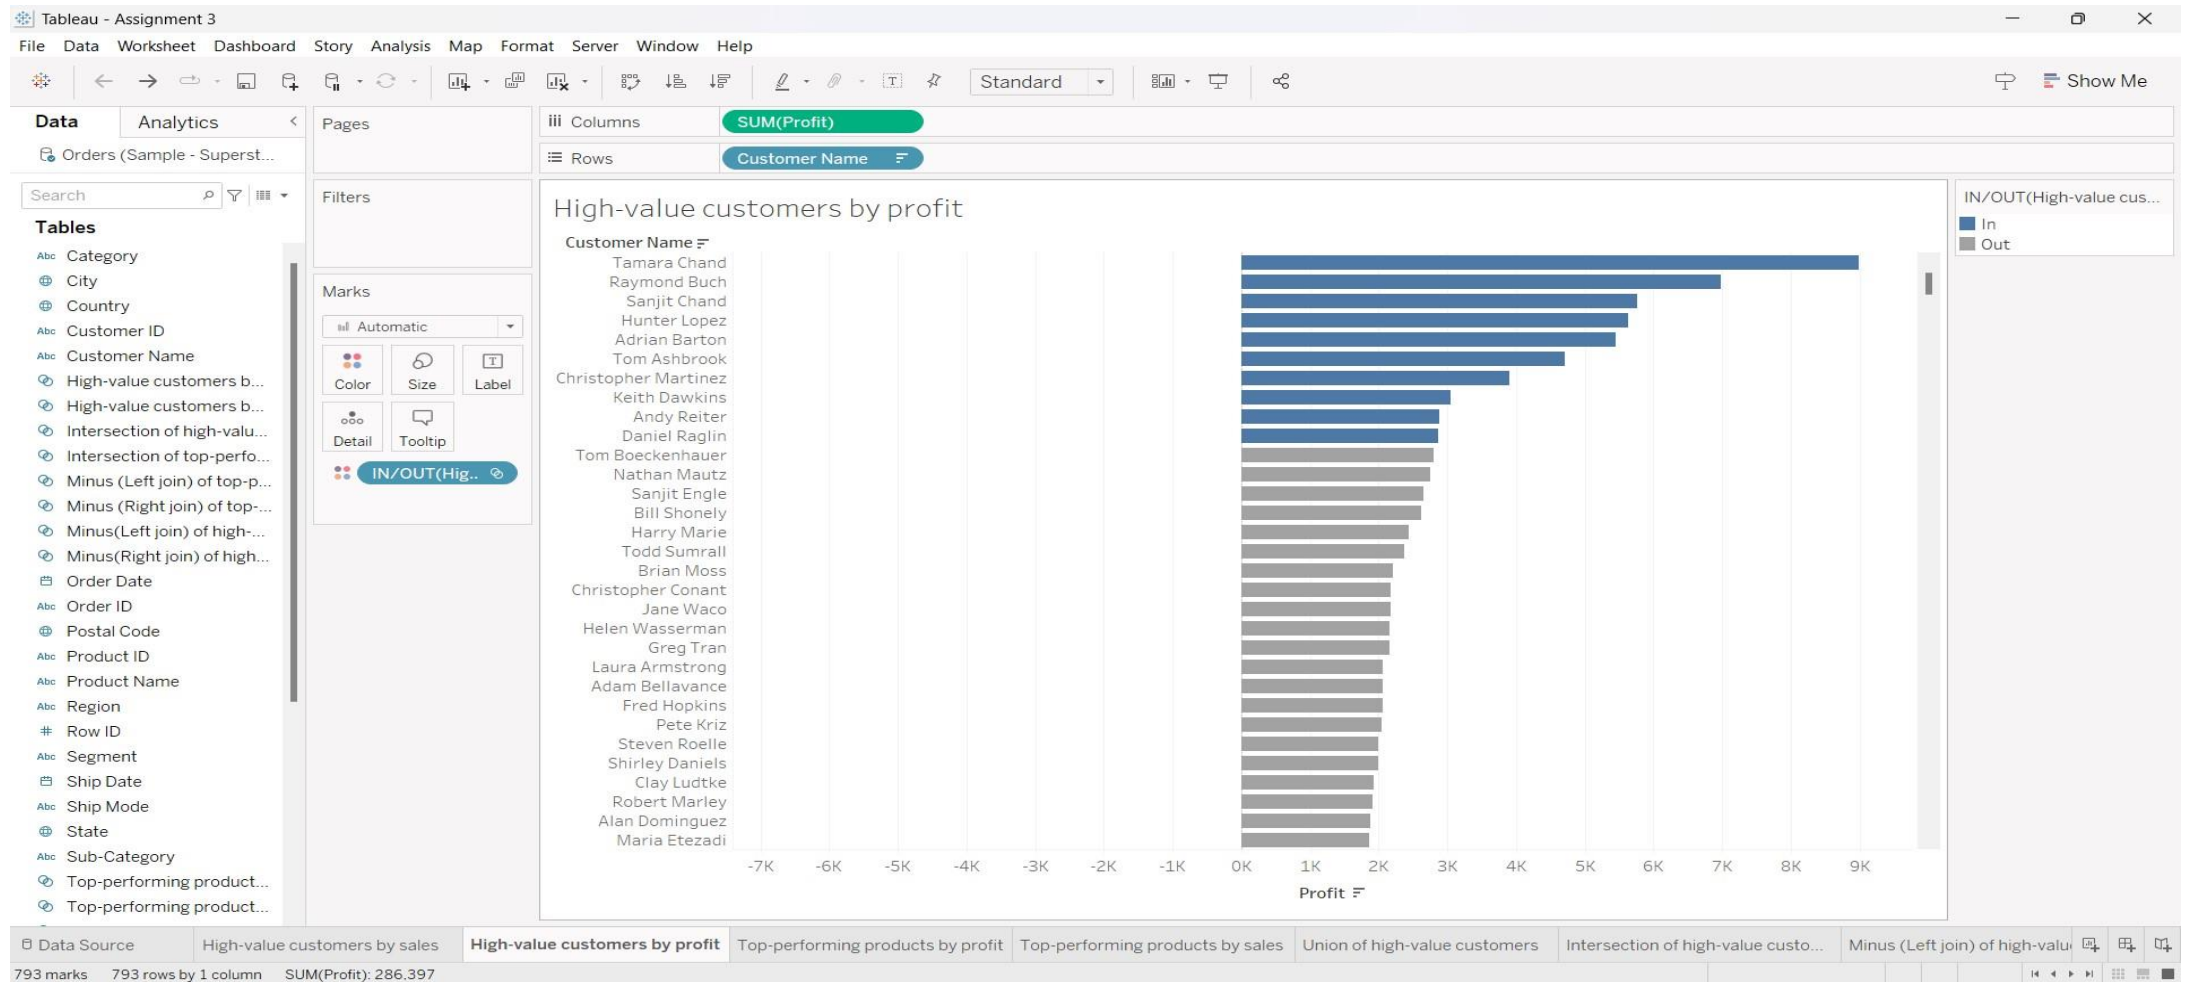 Tableau - Assignment 3
File Data Worksheet Dashboard Story Analysis Map Format Server Window Help
Standard
Show Me
Data Analytics
Orders (Sample - Superst...
Search
Tables
Abc Category
City
Country
Abc Customer ID
Abc Customer Name
High-value customers b...
High-value customers b...
Intersection of high-valu...
Intersection of top-perfo...
Minus (Left join) of top-p...
Minus (Right join) of top-...
Minus(Left join) of high-...
Minus(Right join) of high...
Order Date
Abc Order ID
Postal Code
Abc Product ID
Abc Product Name
Abc Region
# Row ID
Abc Segment
Ship Date
Abc Ship Mode
State
Abc Sub-Category
Top-performing product...
Top-performing product...
Pages
Filters
Marks
Automatic
Color Size Label
Detail Tooltip
IN/OUT(Hig..
iii Columns SUM(Profit)
Rows Customer Name
High-value customers by profit
Customer Name
Tamara Chand
Raymond Buch
Sanjit Chand
Hunter Lopez
Adrian Barton
Tom Ashbrook
Christopher Martinez
Keith Dawkins
Andy Reiter
Daniel Raglin
Tom Boeckenhauer
Nathan Mautz
Sanjit Engle
Bill Shonely
Harry Marie
Todd Sumrall
Brian Moss
Christopher Conant
Jane Waco
Helen Wasserman
Greg Tran
Laura Armstrong
Adam Bellavance
Fred Hopkins
Pete Kriz
Steven Roelle
Shirley Daniels
Clay Ludtke
Robert Marley
Alan Dominguez
Maria Etezadi
-7K -6K -5K -4K -3K -2K -1K 0K 1K 2K 3K 4K 5K 6K 7K 8K 9K
Profit
IN/OUT(High-value cus...
In
Out
Data Source High-value customers by sales High-value customers by profit Top-performing products by profit Top-performing products by sales Union of high-value customers Intersection of high-value custo... Minus (Left join) of high-valu
793 marks 793 rows by 1 column SUM(Profit): 286,397